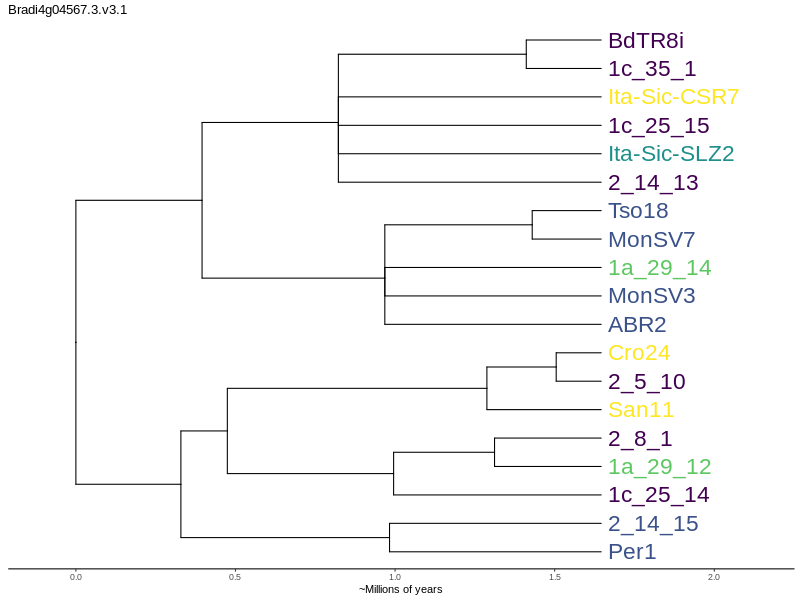 Bradi4g04567.3.v3.1
BdTR8i
1c_35_1
Ita-Sic-CSR7
1c_25_15
Ita-Sic-SLZ2
2_14_13
Tso18
MonSV7
1a_29_14
MonSV3
ABR2
Cro24
2_5_10
San11
2_8_1
1a_29_12
1c_25_14
2_14_15
Per1
0.0 0.5 1.0 1.5 2.0
~Millions of years